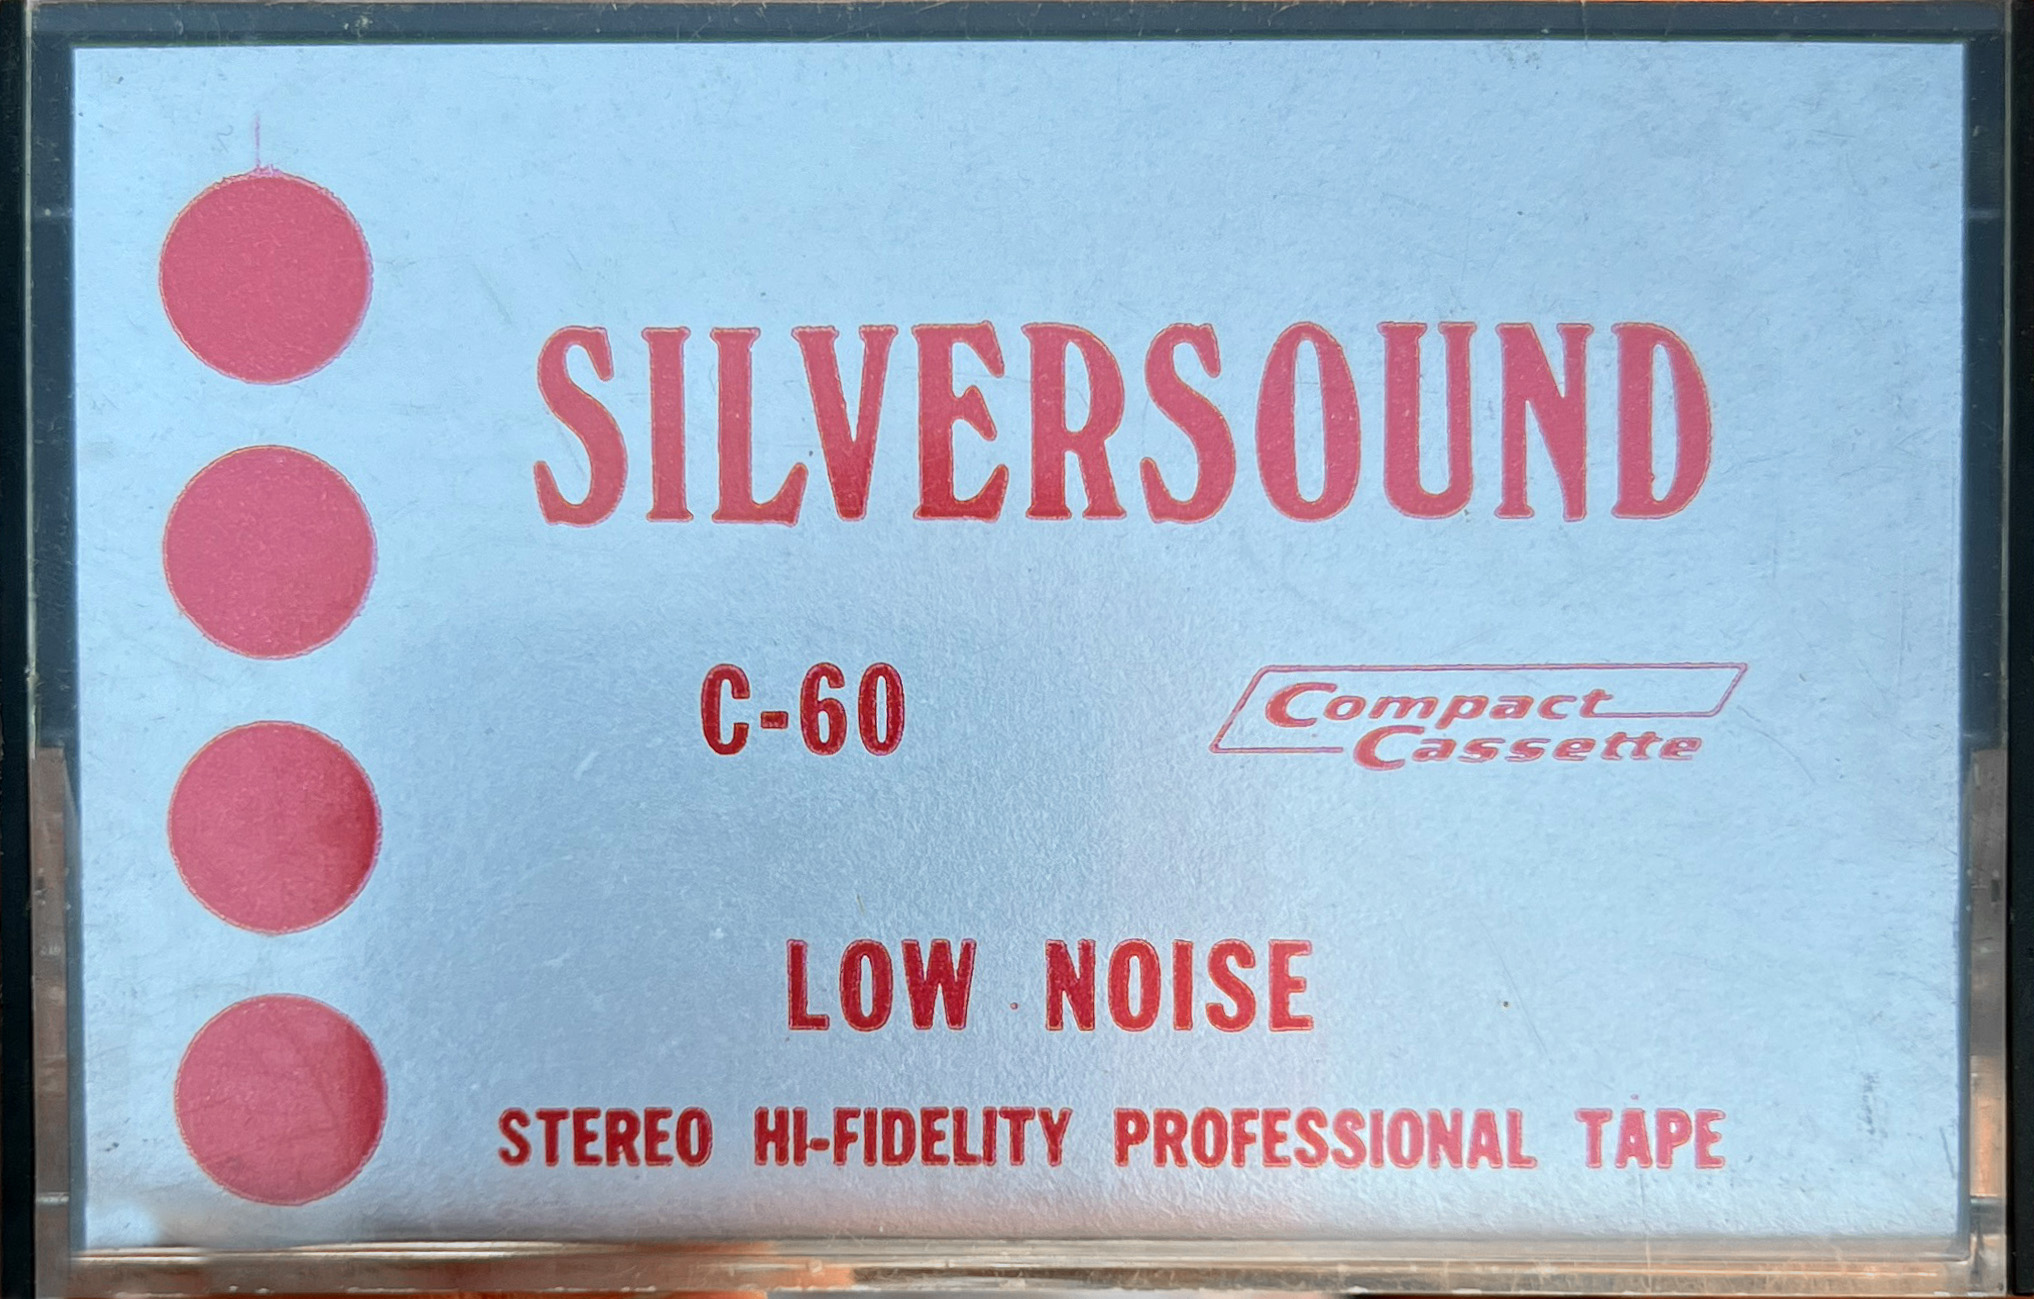 SILVERSOUND
C-60
Compact
Cassette
LOW NOISE
STEREO HI-FIDELITY PROFESSIONAL TAPE